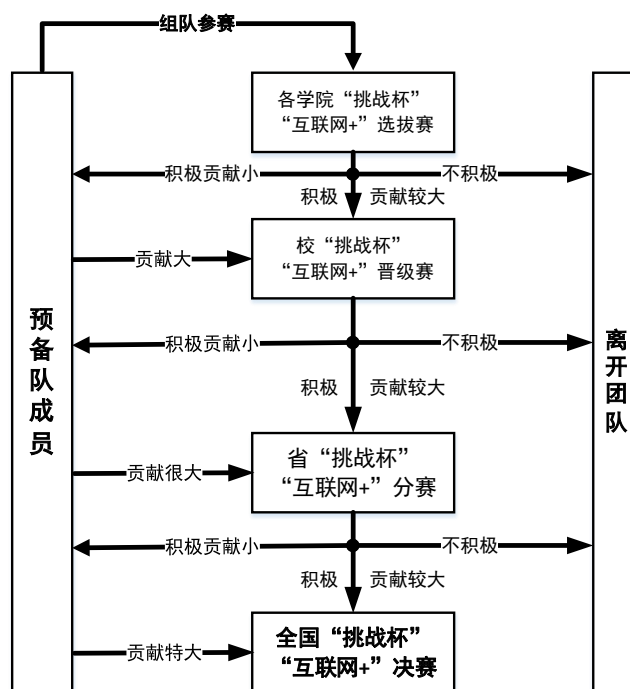 组队参赛
各学院“挑战杯”
“互联网+”选拔赛
积极贡献小
不积极
积极 贡献较大
校“挑战杯”
“互联网+”晋级赛
贡献大
预备队成员
离开团队
积极贡献小
不积极
积极 贡献较大
省“挑战杯”
“互联网+”分赛
贡献很大
积极贡献小
不积极
积极 贡献较大
全国“挑战杯”
“互联网+”决赛
贡献特大